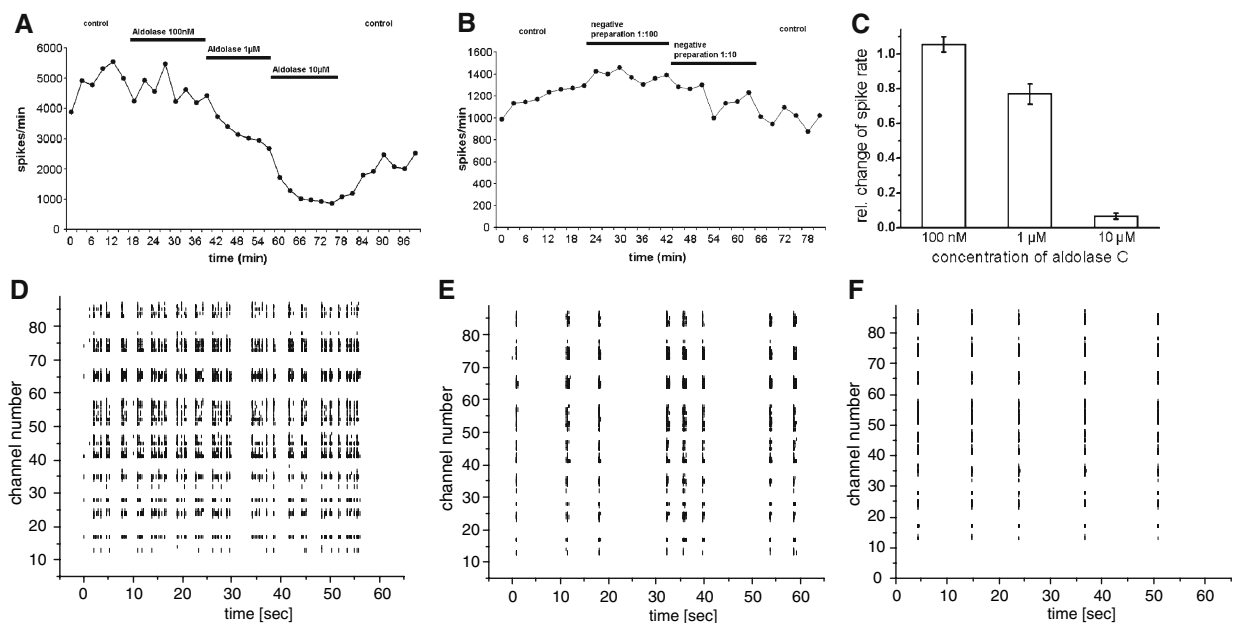 A
control
Aldolase 100nM
Aldolase 1µM
Aldolase 10µM
control
6000
5000
4000
3000
2000
1000
0
spikes/min
0 6 12 18 24 30 36 42 48 54 60 66 72 78 84 90 96
time (min)
B
control
negative
preparation 1:100
negative
preparation 1:10
control
1600
1400
1200
1000
800
600
400
200
0
spikes/min
0 6 12 18 24 30 36 42 48 54 60 66 72 78
time (min)
C
1.0
0.8
0.6
0.4
0.2
0.0
rel. change of spike rate
100 nM 1 µM 10 µM
concentration of aldolase C
D
80
70
60
50
40
30
20
10
channel number
0 10 20 30 40 50 60
time [sec]
E
80
70
60
50
40
30
20
10
channel number
0 10 20 30 40 50 60
time [sec]
F
80
70
60
50
40
30
20
10
0
channel number
0 10 20 30 40 50 60
time [sec]